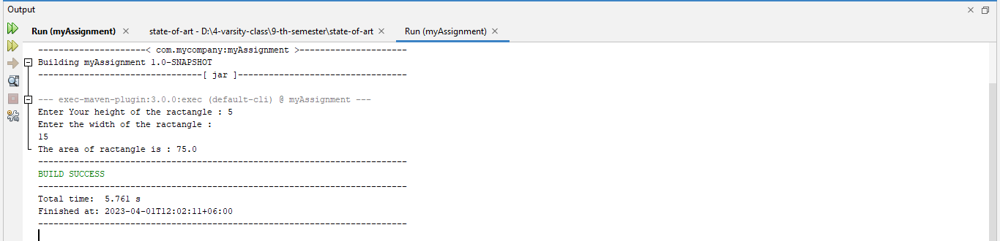 Output
Run (myAssignment)
state-of-art - D:\4-varsity-class\9-th-semester\state-of-art
Run (myAssignment)
---------------------< com.mycompany:myAssignment >---------------------
Building myAssignment 1.0-SNAPSHOT
--------------------------------[ jar ]---------------------------------
--- exec-maven-plugin:3.0.0:exec (default-cli) @ myAssignment ---
Enter Your height of the ractangle : 5
Enter the width of the ractangle :
15
The area of ractangle is : 75.0
------------------------------------------------------------------------
BUILD SUCCESS
------------------------------------------------------------------------
Total time:  5.761 s
Finished at: 2023-04-01T12:02:11+06:00
------------------------------------------------------------------------